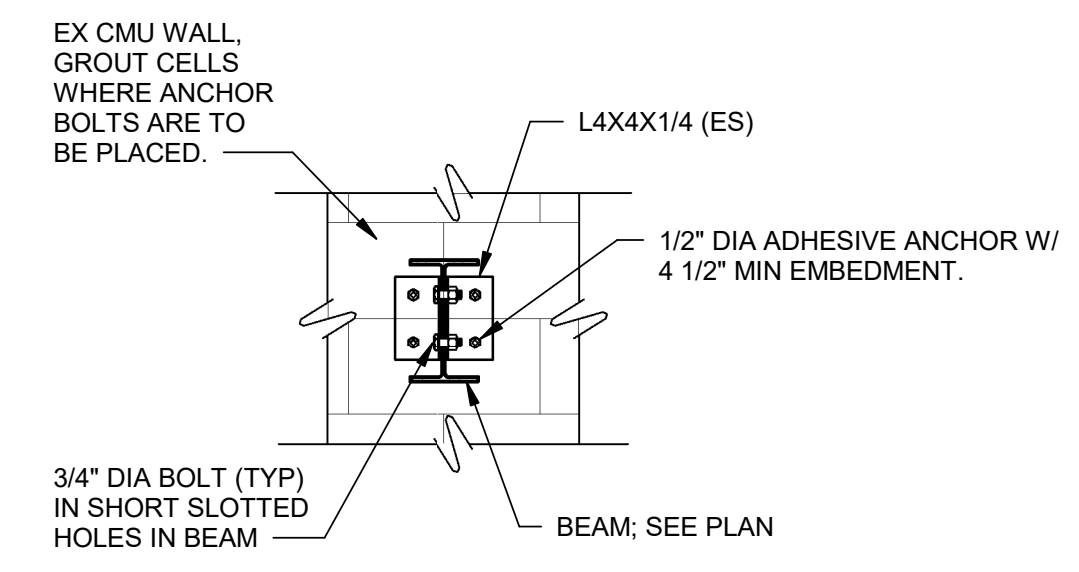 EX CMU WALL,
GROUT CELLS
WHERE ANCHOR
BOLTS ARE TO
BE PLACED.
L4X4X1/4 (ES)
1/2" DIA ADHESIVE ANCHOR W/
4 1/2" MIN EMBEDMENT.
3/4" DIA BOLT (TYP)
IN SHORT SLOTTED
HOLES IN BEAM
BEAM; SEE PLAN